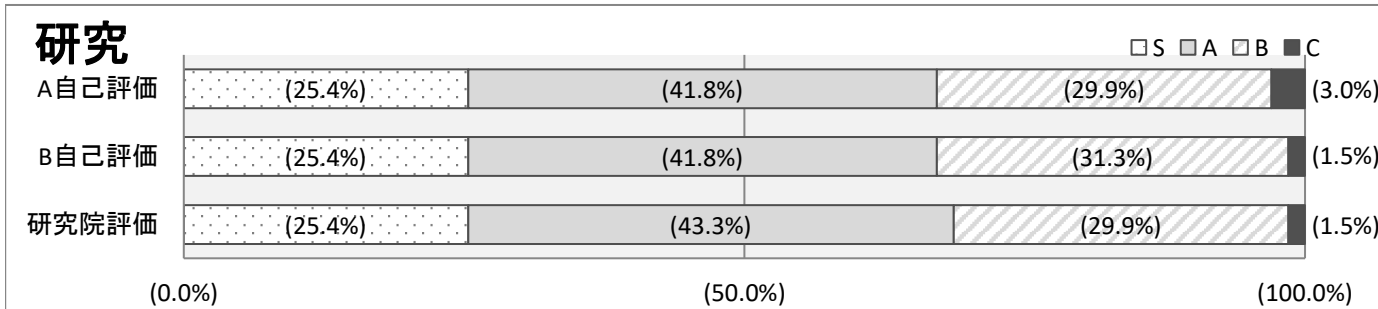 研究
S A B C
A自己評価 (25.4%) (41.8%) (29.9%) (3.0%)
B自己評価 (25.4%) (41.8%) (31.3%) (1.5%)
研究院評価 (25.4%) (43.3%) (29.9%) (1.5%)
(0.0%) (50.0%) (100.0%)